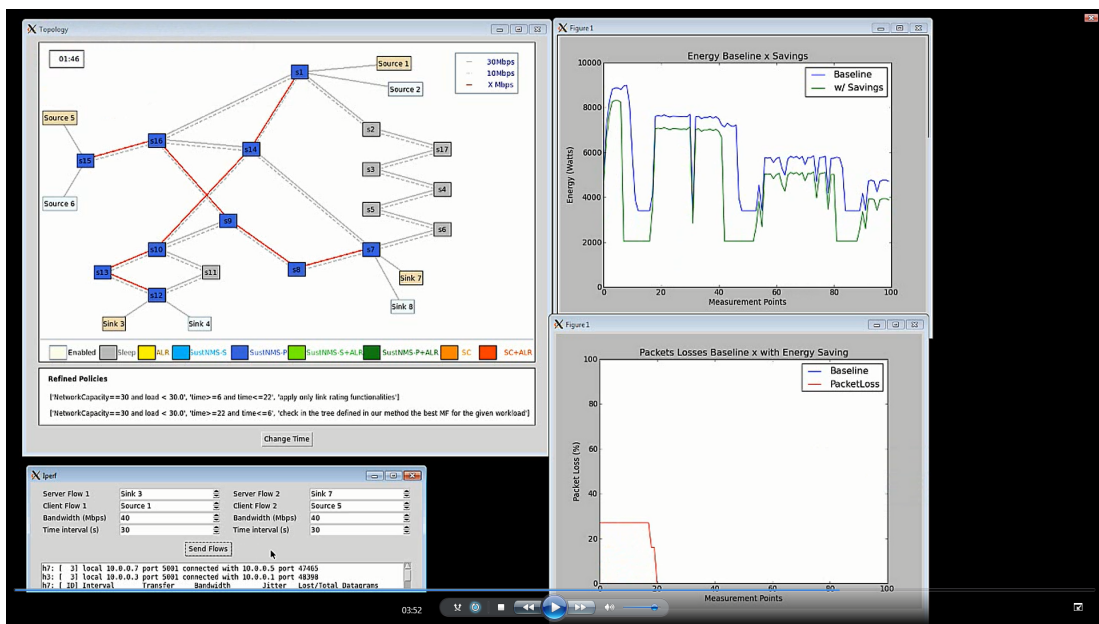 Topology
01:46
30Mbps
10Mbps
X Mbps
s1
Source 1
Source 2
Source 5
s16
s2
s14
s17
s15
s3
s4
Source 6
s5
s9
s6
s10
s7
s13
s11
s8
Sink 7
s12
Sink 8
Sink 3
Sink 4
Enabled Sleep ALR SustNMS-S SustNMS-P SustNMS-S+ALR SustNMS-P+ALR SC SC+ALR
Refined Policies
['NetworkCapacity==30 and load < 30.0', 'time>=6 and time<=22', 'apply only link rating functionalities']
['NetworkCapacity==30 and load < 30.0', 'time>=22 and time<=6', 'check in the tree defined in our method the best MF for the given workload']
Change Time
Iperf
Server Flow 1 Sink 3 Server Flow 2 Sink 7
Client Flow 1 Source 1 Client Flow 2 Source 5
Bandwidth (Mbps) 40 Bandwidth (Mbps) 40
Time interval (s) 30 Time interval (s) 30
Send Flows
h7: [ 3] local 10.0.0.7 port 5001 connected with 10.0.0.5 port 47465
h3: [ 3] local 10.0.0.3 port 5001 connected with 10.0.0.1 port 48398
h7: [ ID] Interval Transfer Bandwidth Jitter Lost/Total Datagrams
Figure 1
Energy Baseline x Savings
Baseline
w/ Savings
Energy (Watts)
10000
8000
6000
4000
2000
0
0 20 40 60 80 100
Measurement Points
Figure 1
Packets Losses Baseline x with Energy Saving
Baseline
PacketLoss
Packet Loss (%)
100
80
60
40
20
0
0 20 40 60 80 100
Measurement Points
03:52